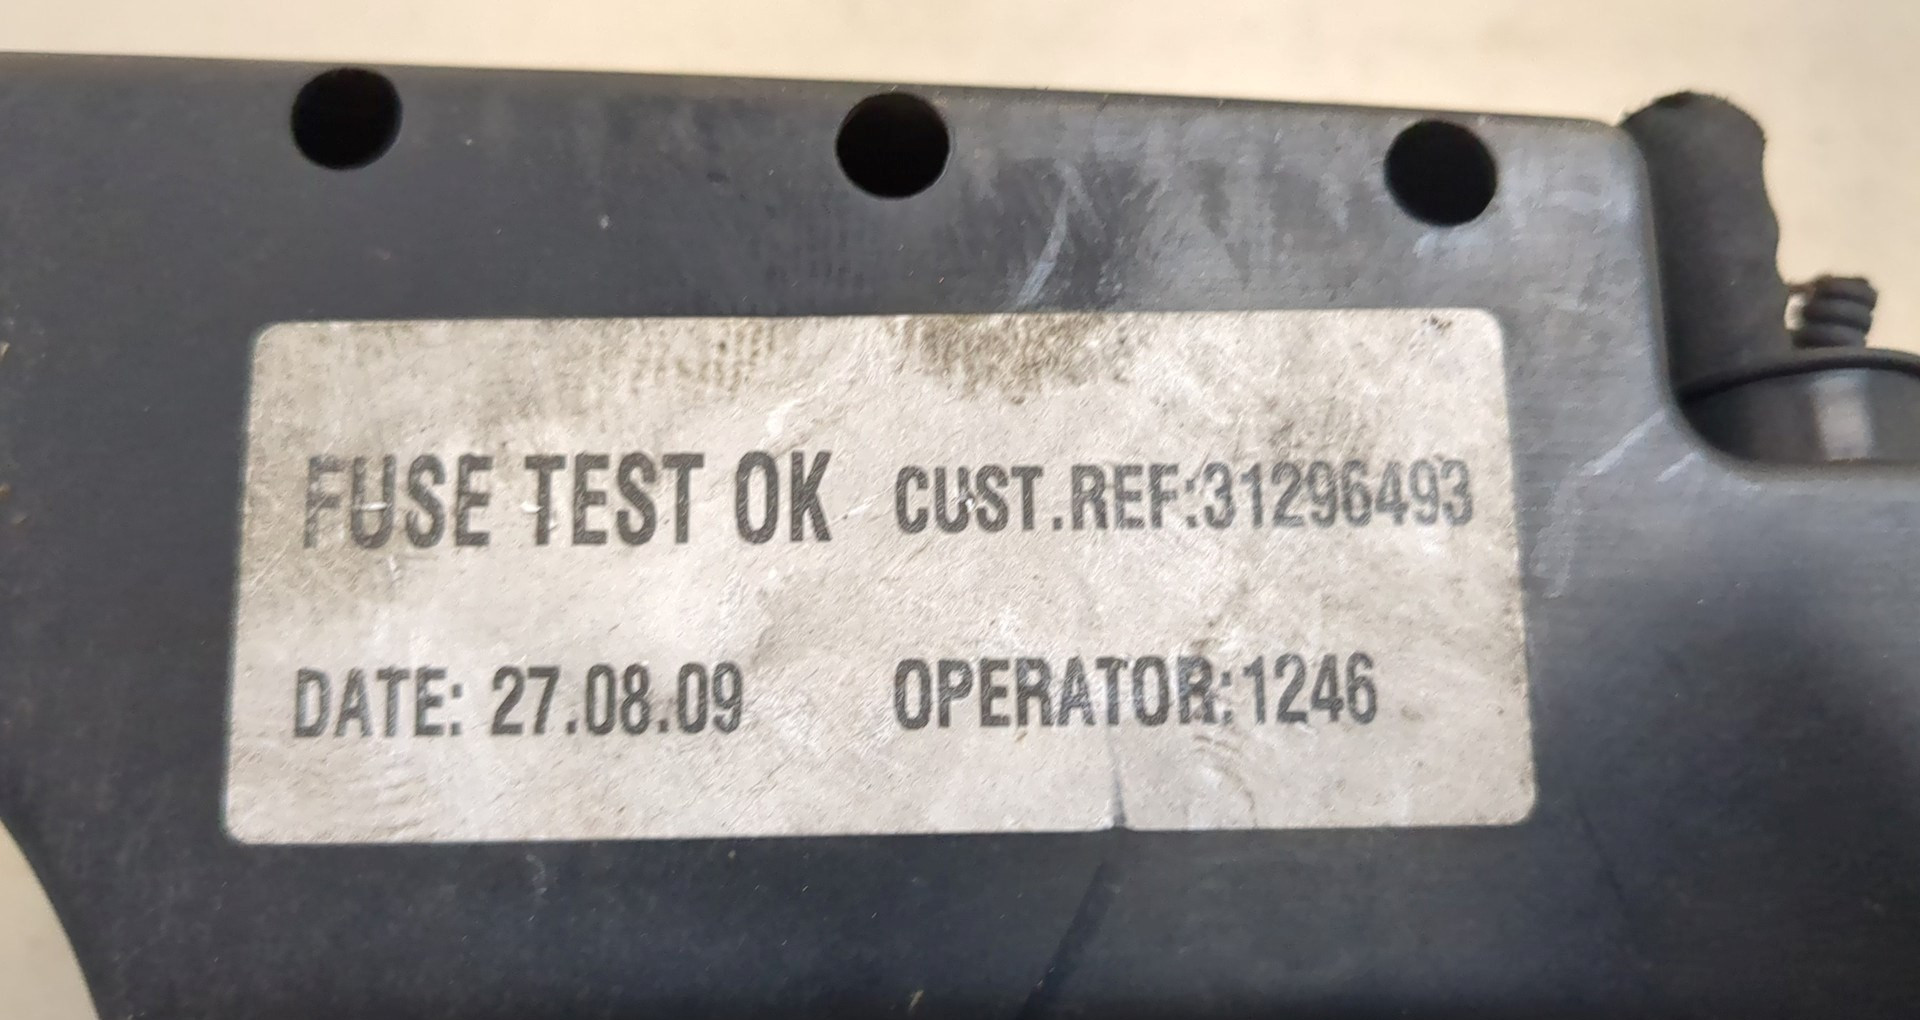 FUSE TEST OK CUST.REF:31296493
DATE: 27.08.09 OPERATOR:1246